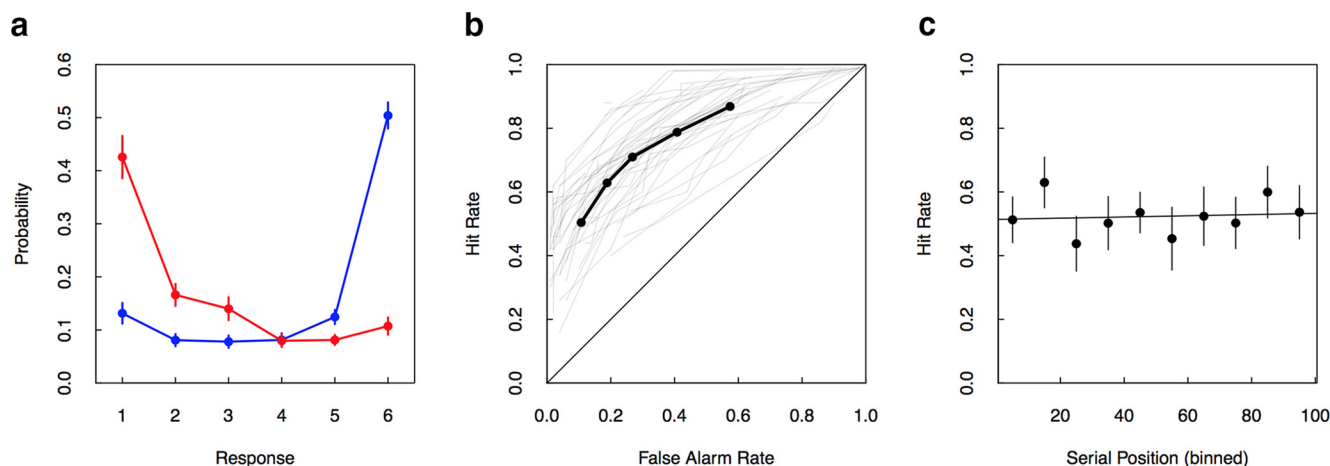 a
Probability
0.6
0.5
0.4
0.3
0.2
0.1
0.0
1 2 3 4 5 6
Response
b
Hit Rate
1.0
0.8
0.6
0.4
0.2
0.0
0.0 0.2 0.4 0.6 0.8 1.0
False Alarm Rate
c
Hit Rate
1.0
0.8
0.6
0.4
0.2
0.0
20 40 60 80 100
Serial Position (binned)